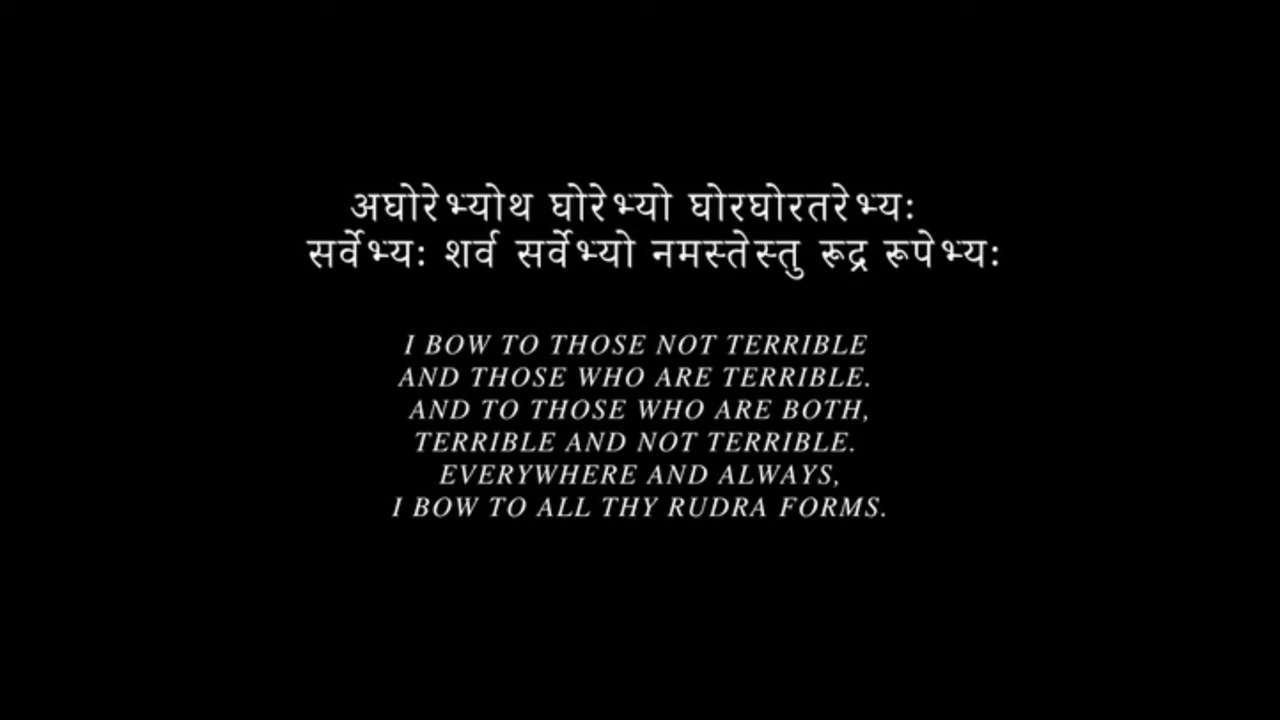 अघोरेभ्योथ घोरेभ्यो घोरघोरतरेभ्यः
सर्वेभ्यः शर्व सर्वेभ्यो नमस्तेस्तु रूद्र रूपेभ्यः
I BOW TO THOSE NOT TERRIBLE
AND THOSE WHO ARE TERRIBLE.
AND TO THOSE WHO ARE BOTH,
TERRIBLE AND NOT TERRIBLE.
EVERYWHERE AND ALWAYS,
I BOW TO ALL THY RUDRA FORMS.